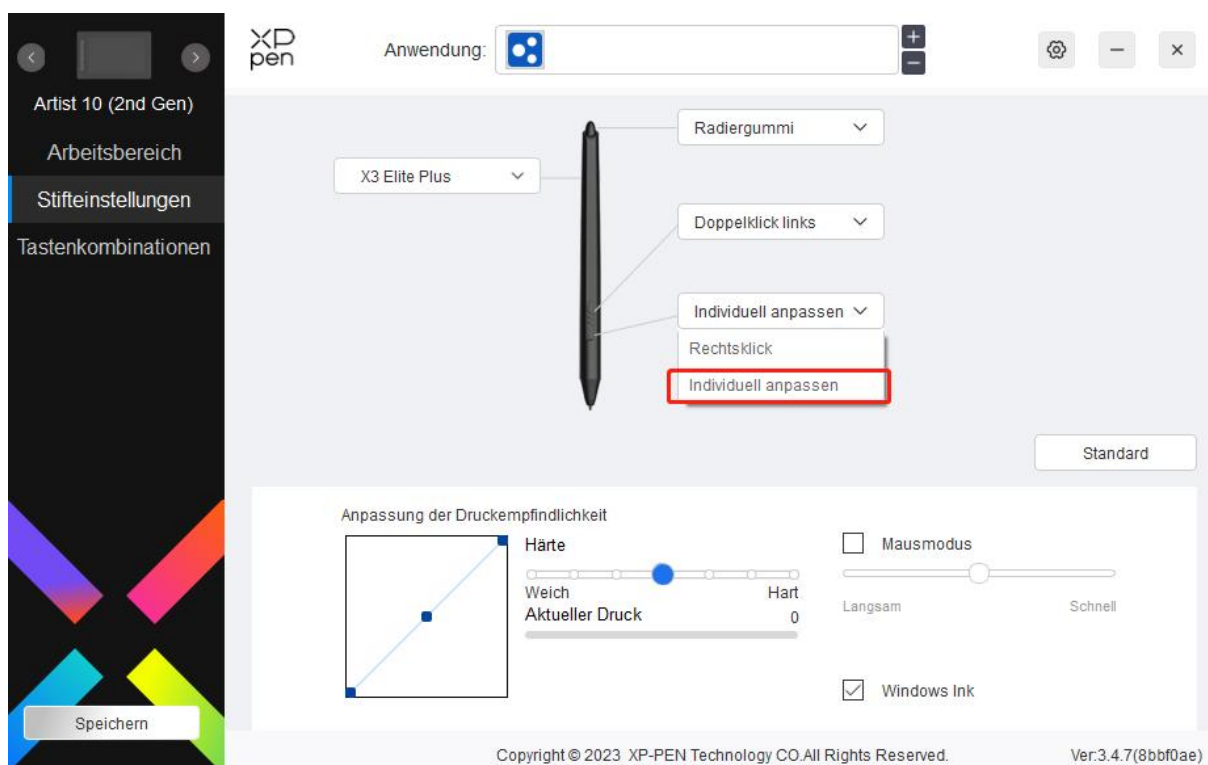 XP
pen
Anwendung:
+
−
Artist 10 (2nd Gen)
Arbeitsbereich
Stifteinstellungen
Tastenkombinationen
Radiergummi
X3 Elite Plus
Doppelklick links
Individuell anpassen
Rechtsklick
Individuell anpassen
Standard
Anpassung der Druckempfindlichkeit
Härte
Weich Hart
Aktueller Druck 0
Mausmodus
Langsam Schnell
Windows Ink
Speichern
Copyright © 2023 XP-PEN Technology CO.All Rights Reserved. Ver:3.4.7(8bbf0ae)